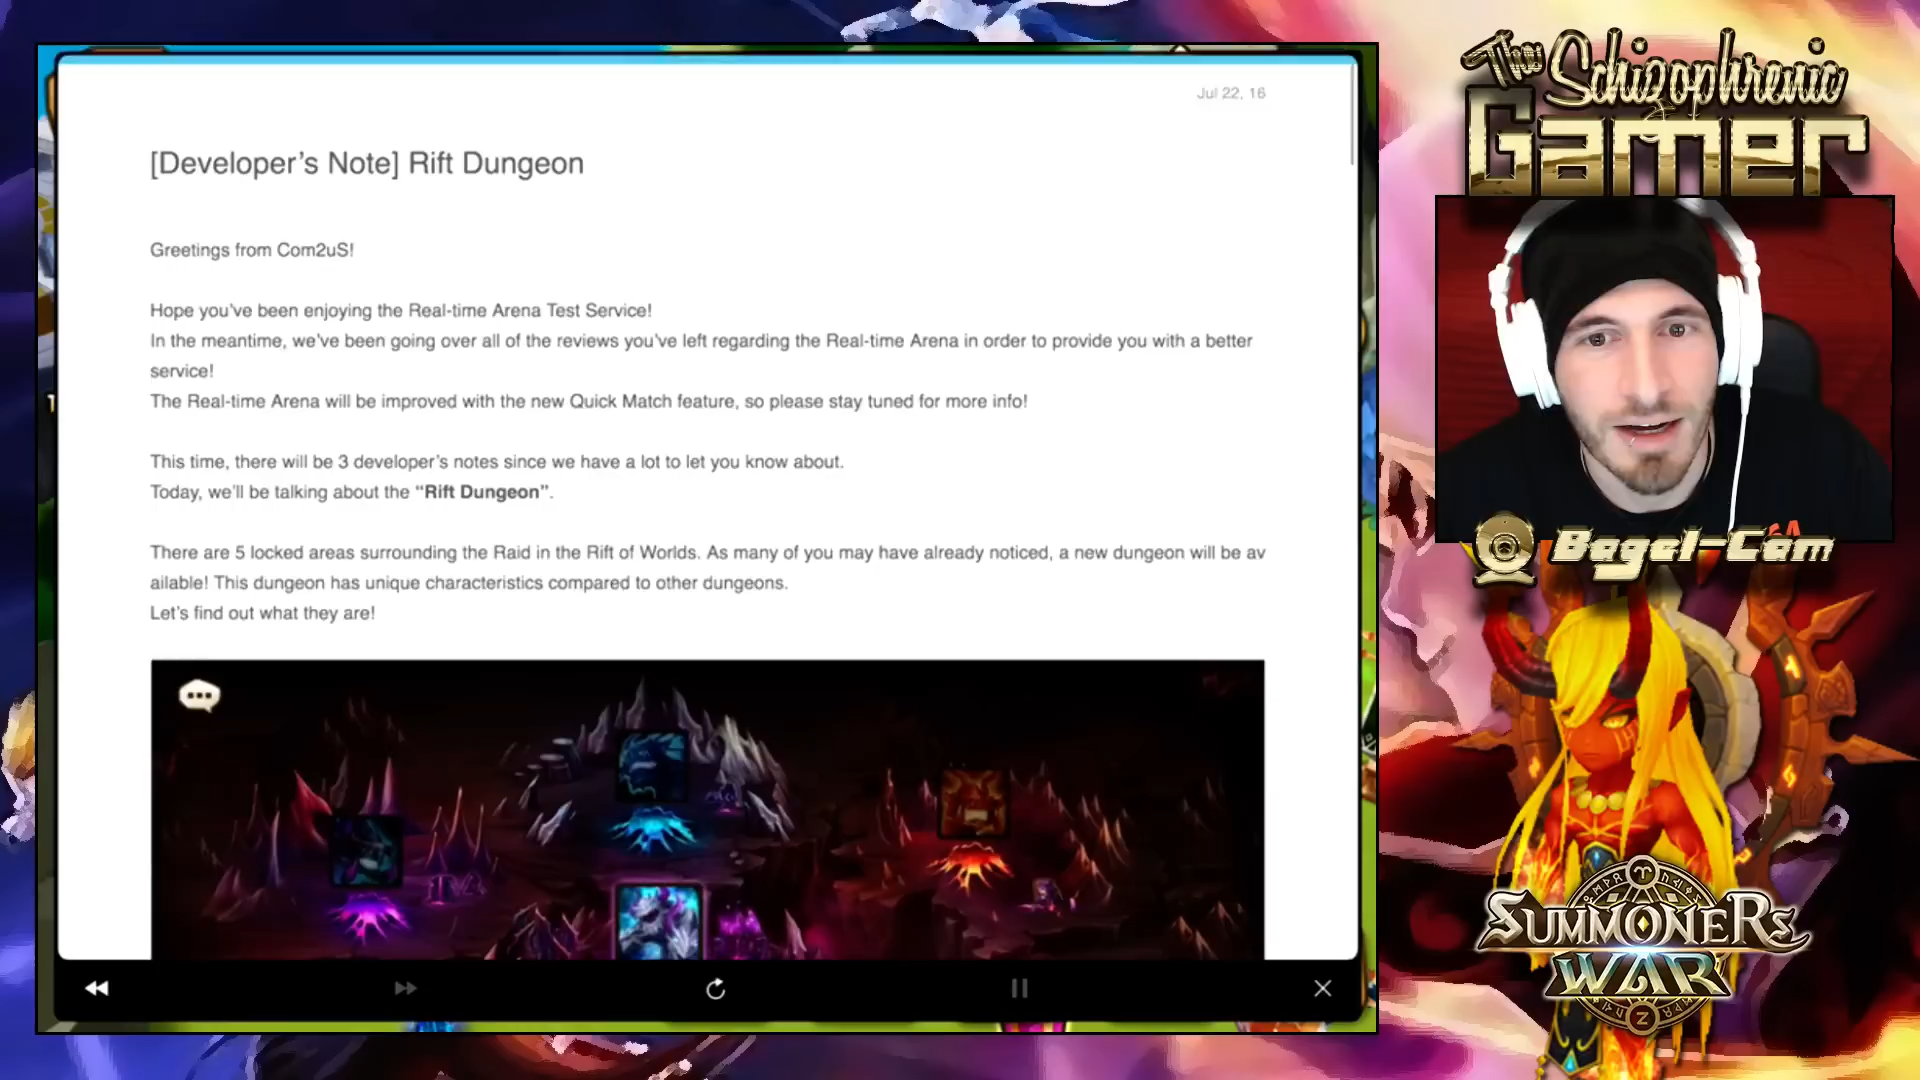 Jul 22, 16
[Developer's Note] Rift Dungeon
Greetings from Com2uS!
Hope you've been enjoying the Real-time Arena Test Service!
In the meantime, we've been going over all of the reviews you've left regarding the Real-time Arena in order to provide you with a better
service!
The Real-time Arena will be improved with the new Quick Match feature, so please stay tuned for more info!
This time, there will be 3 developer's notes since we have a lot to let you know about.
Today, we'll be talking about the "Rift Dungeon".
There are 5 locked areas surrounding the Raid in the Rift of Worlds. As many of you may have already noticed, a new dungeon will be av
ailable! This dungeon has unique characteristics compared to other dungeons.
Let's find out what they are!
The Schizophrenic
Gamer
Bagel-Cam
SUMMONERS
WAR